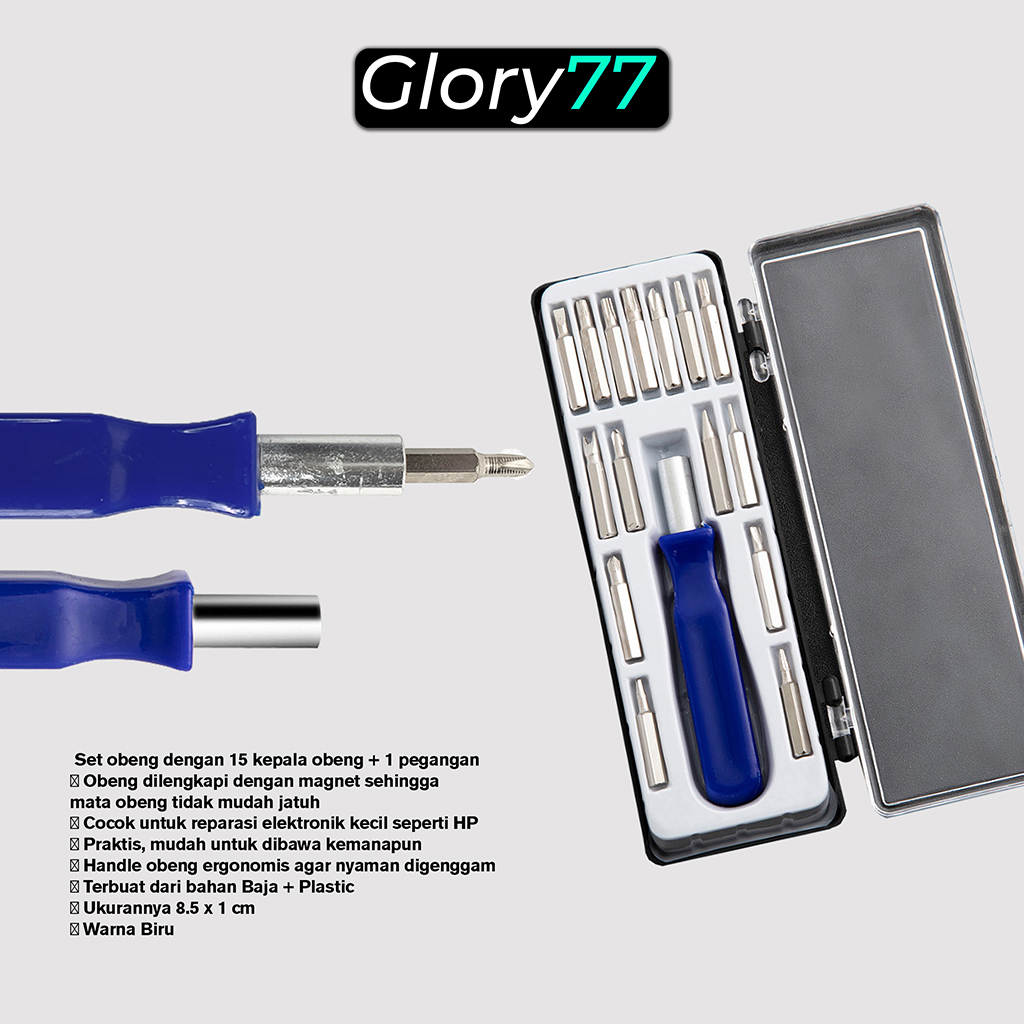 Glory77
Set obeng dengan 15 kepala obeng + 1 pegangan
Obeng dilengkapi dengan magnet sehingga
mata obeng tidak mudah jatuh
Cocok untuk reparasi elektronik kecil seperti HP
Praktis, mudah untuk dibawa kemanapun
Handle obeng ergonomis agar nyaman digenggam
Terbuat dari bahan Baja + Plastic
Ukurannya 8.5 x 1 cm
Warna Biru